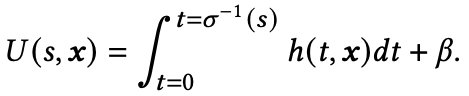 U(s, x) = ∫_{t=0}^{t=σ^{-1}(s)} h(t, x)dt + β.